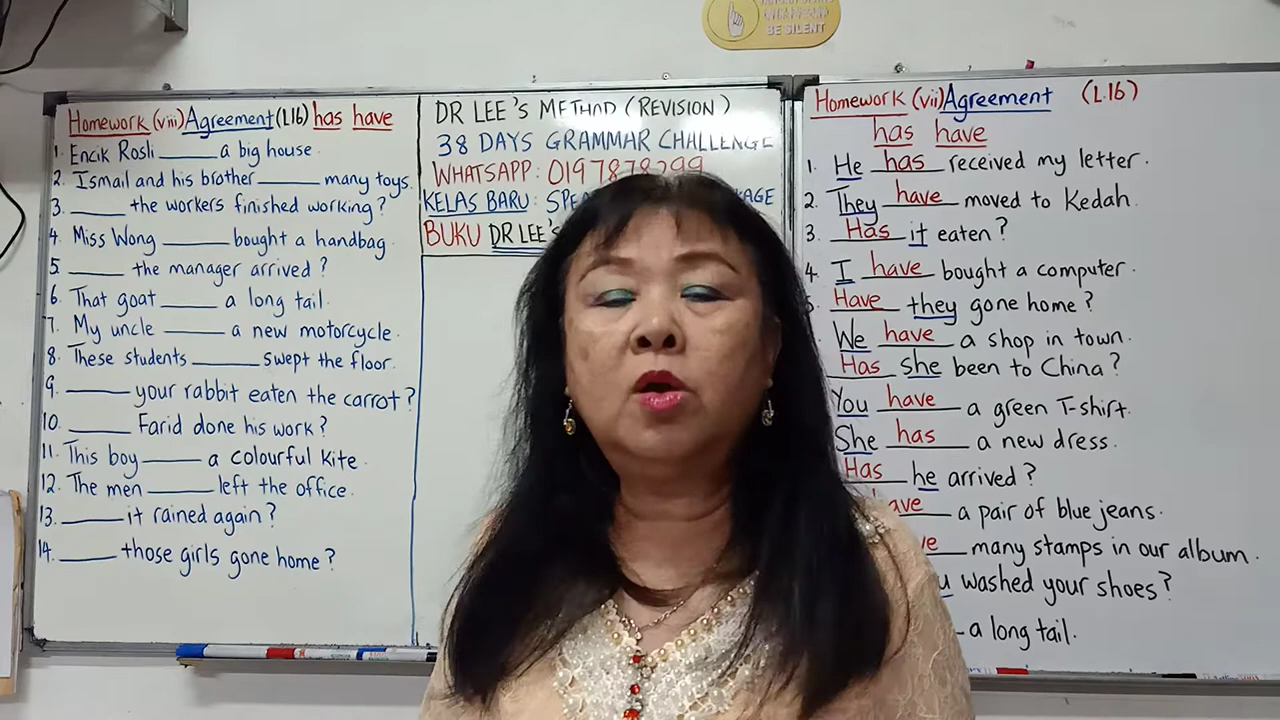 BE SILENT
Homework (viii) Agreement (L16) has have
1. Encik Rosli ______ a big house.
2. Ismail and his brother ______ many toys.
3. ______ the workers finished working?
4. Miss Wong ______ bought a handbag.
5. ______ the manager arrived?
6. That goat ______ a long tail.
7. My uncle ______ a new motorcycle.
8. These students ______ swept the floor.
9. ______ your rabbit eaten the carrot?
10. ______ Farid done his work?
11. This boy ______ a colourful kite.
12. The men ______ left the office.
13. ______ it rained again?
14. ______ those girls gone home?
DR LEE'S METHOD (REVISION)
38 DAYS GRAMMAR CHALLENGE
WHATSAPP: 0197878299
KELAS BARU:
BUKU DR LEE'S
Homework (vii) Agreement (L.16)
has have
1. He has received my letter.
2. They have moved to Kedah.
3. Has it eaten?
4. I have bought a computer.
Have they gone home?
We have a shop in town.
Has she been to China?
You have a green T-shirt.
She has a new dress.
Has he arrived?
a pair of blue jeans.
many stamps in our album.
washed your shoes?
a long tail.